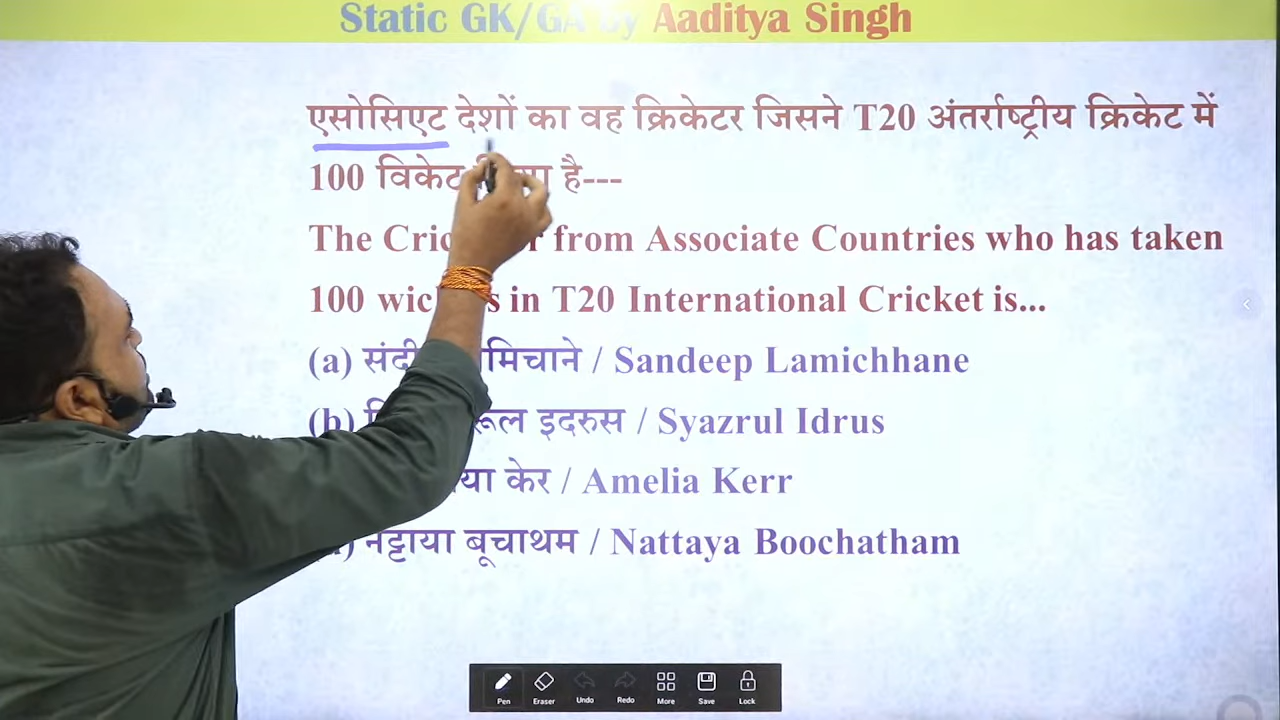 Static GK/GA by Aaditya Singh
एसोसिएट देशों का वह क्रिकेटर जिसने T20 अंतर्राष्ट्रीय क्रिकेट में
100 विकेट है---
The from Associate Countries who has taken
100 in T20 International Cricket is...
(a) / Sandeep Lamichhane
(b) इदरुस / Syazrul Idrus
केर / Amelia Kerr
नट्टाया बूचाथम / Nattaya Boochatham
Pen Eraser Undo Redo More Save Lock